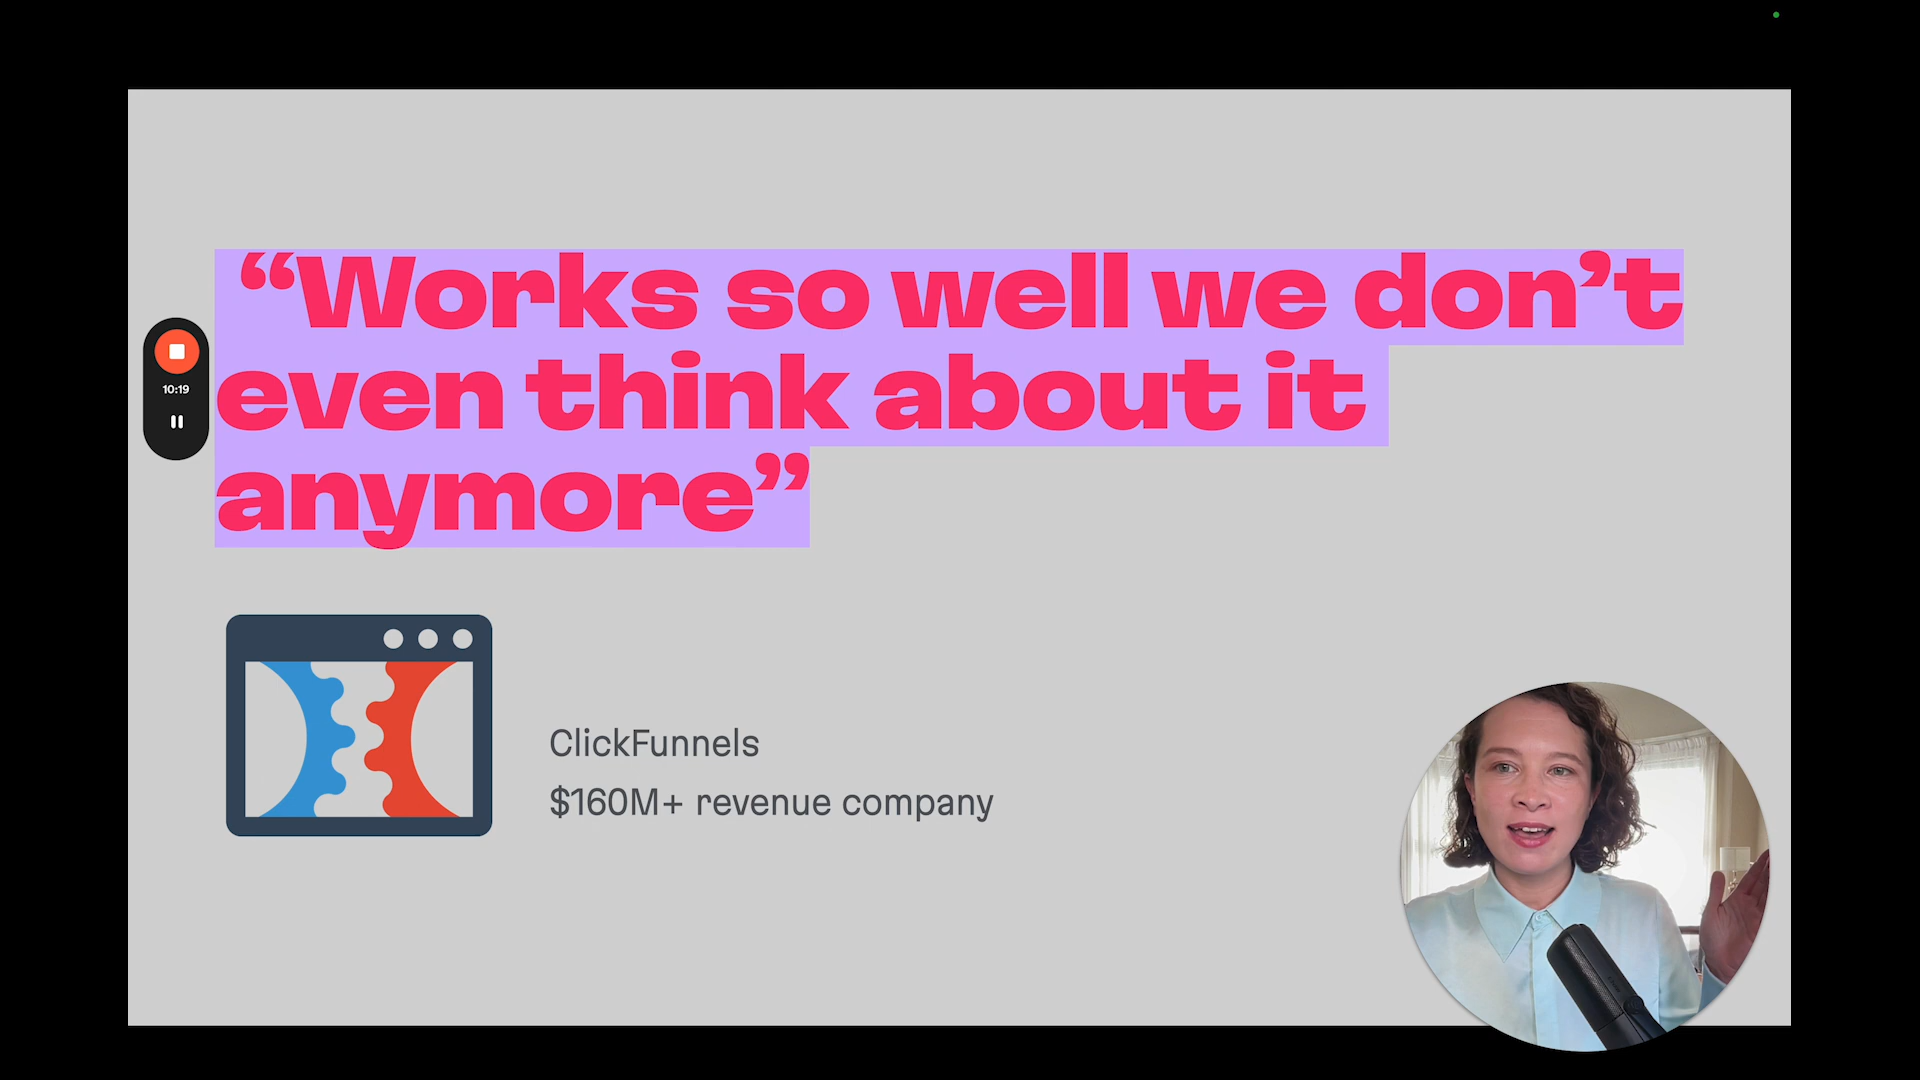 “Works so well we don’t
even think about it
anymore”
10:19
ClickFunnels
$160M+ revenue company